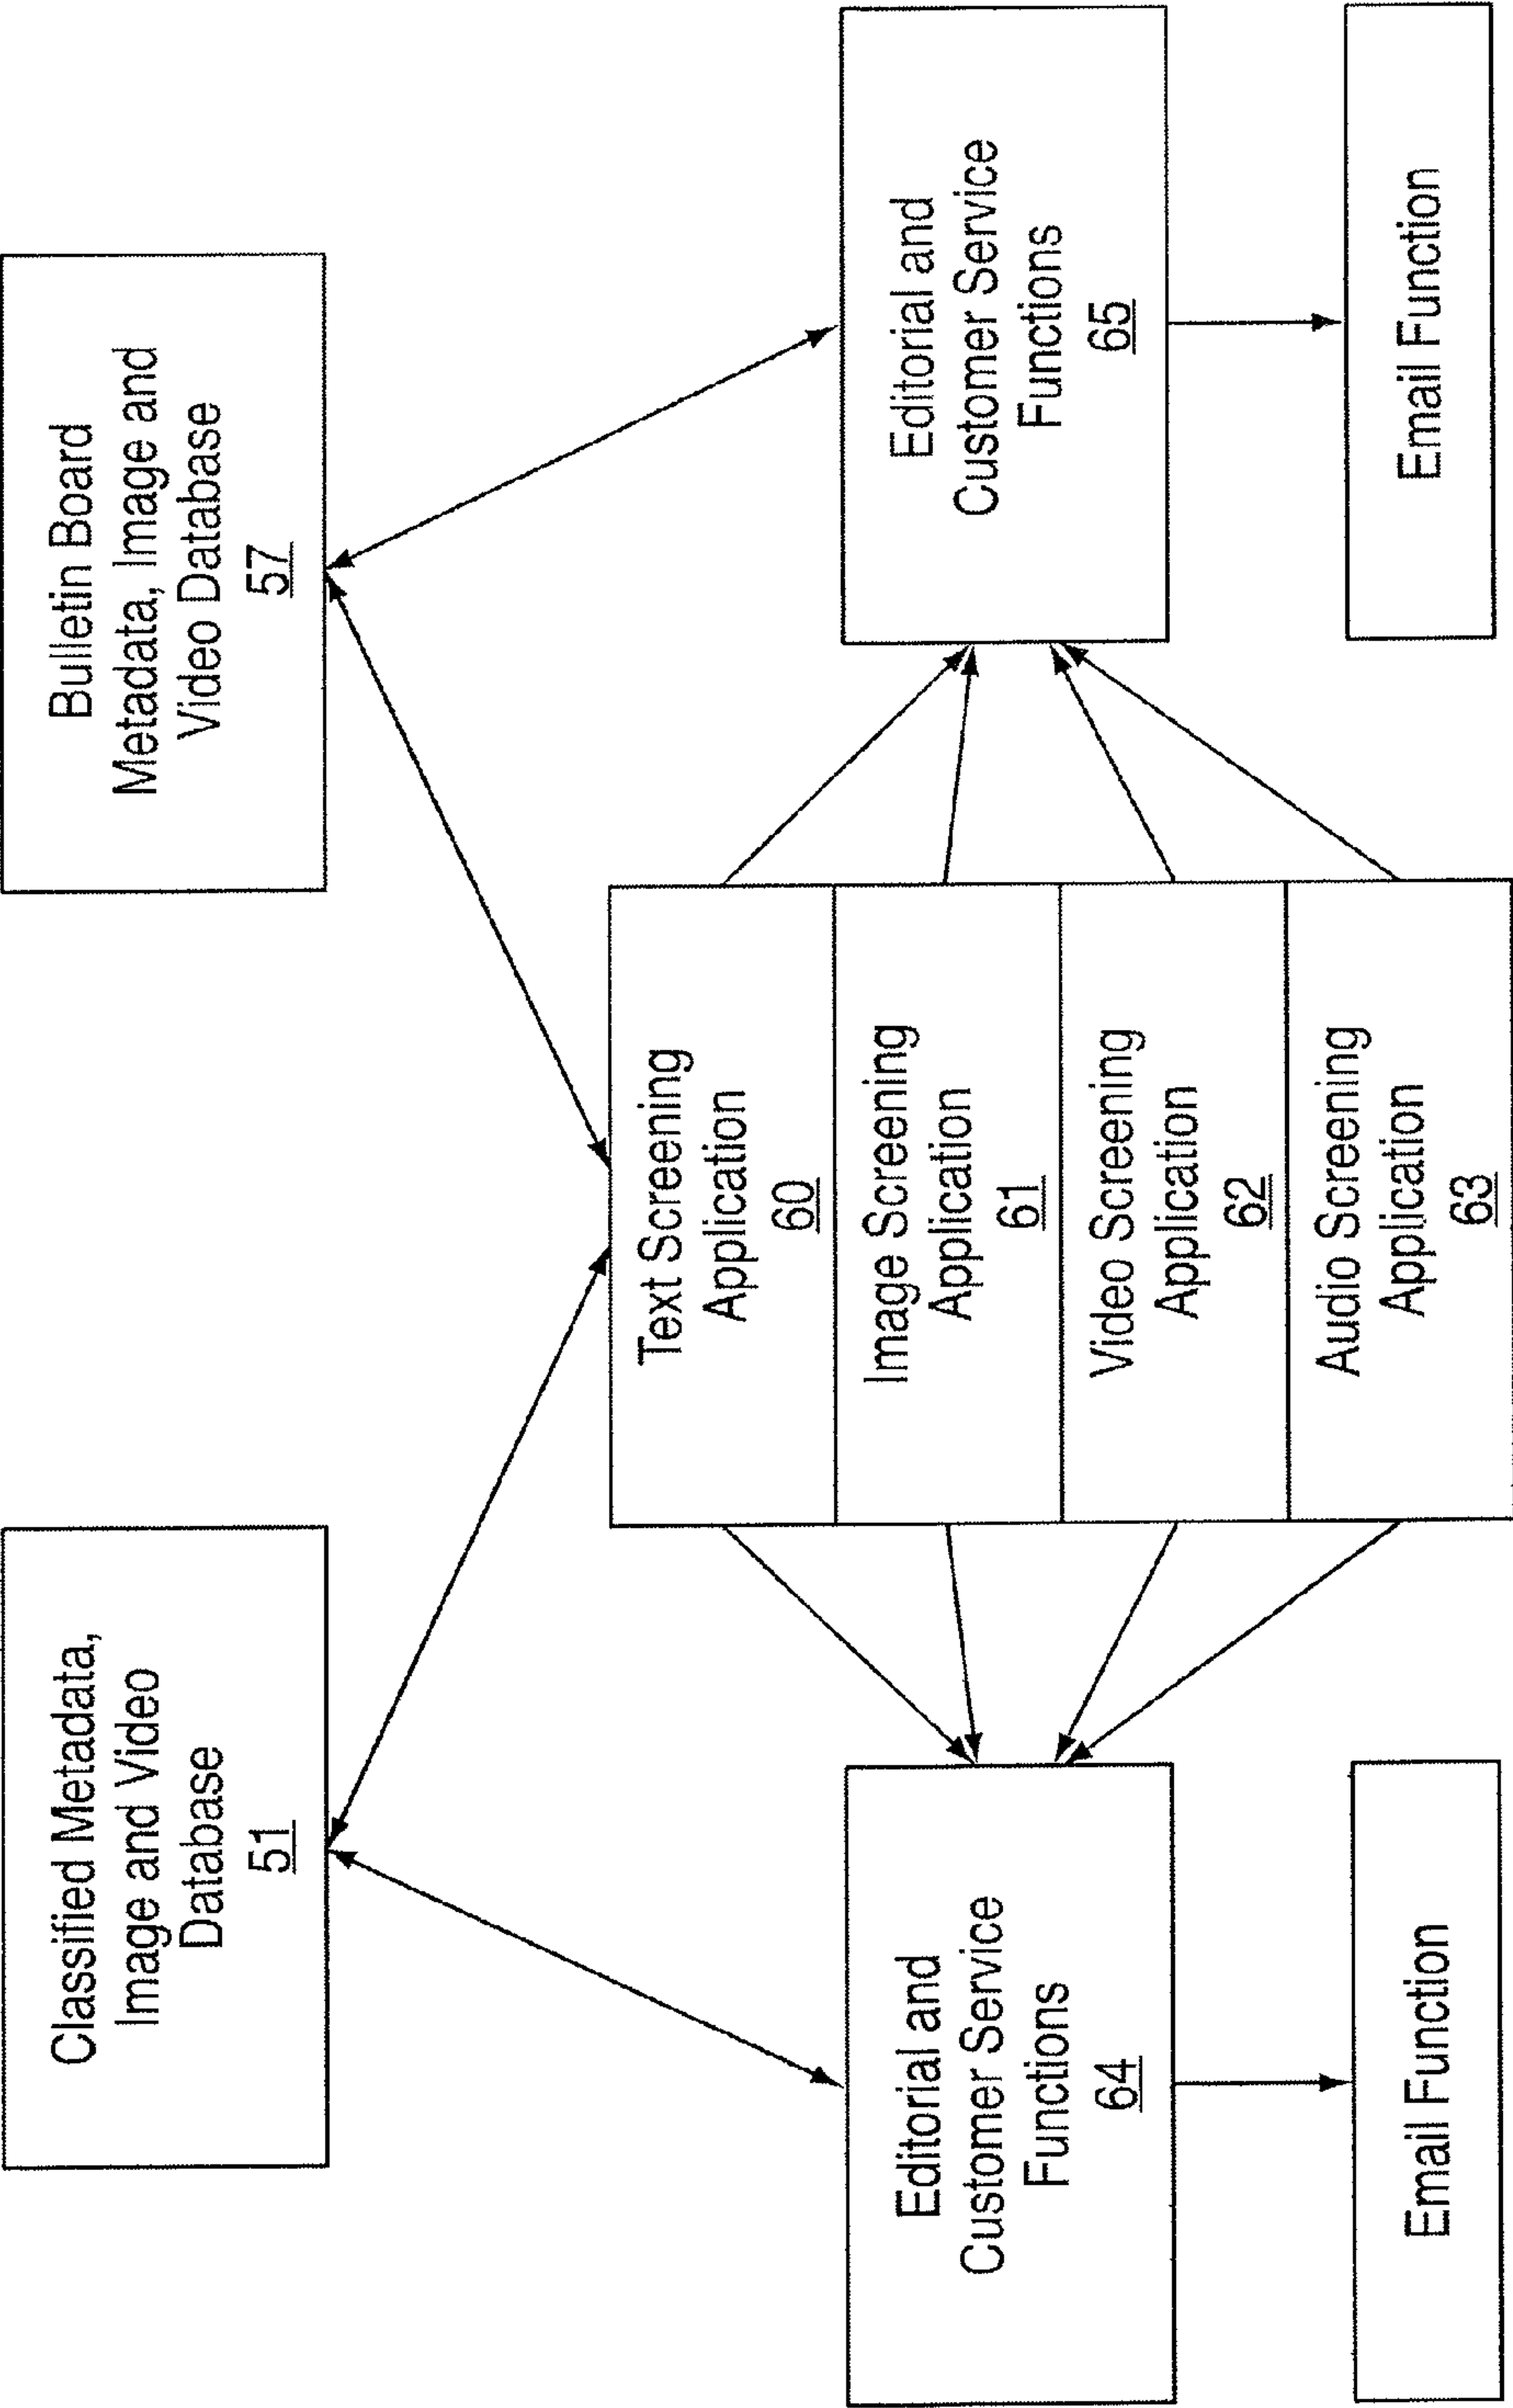 Classified Metadata,
Image and Video
Database
51
Bulletin Board
Metadata, Image and
Video Database
57
Text Screening
Application
60
Image Screening
Application
61
Video Screening
Application
62
Audio Screening
Application
63
Editorial and
Customer Service
Functions
64
Editorial and
Customer Service
Functions
65
Email Function
Email Function